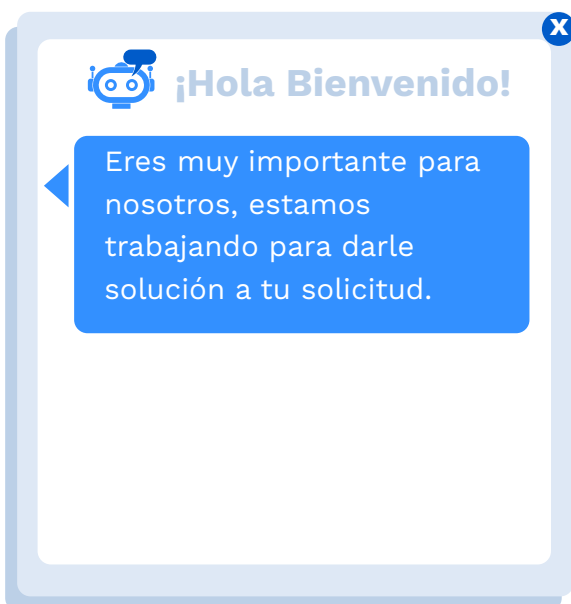 X
¡Hola Bienvenido!
Eres muy importante para
nosotros, estamos
trabajando para darle
solución a tu solicitud.